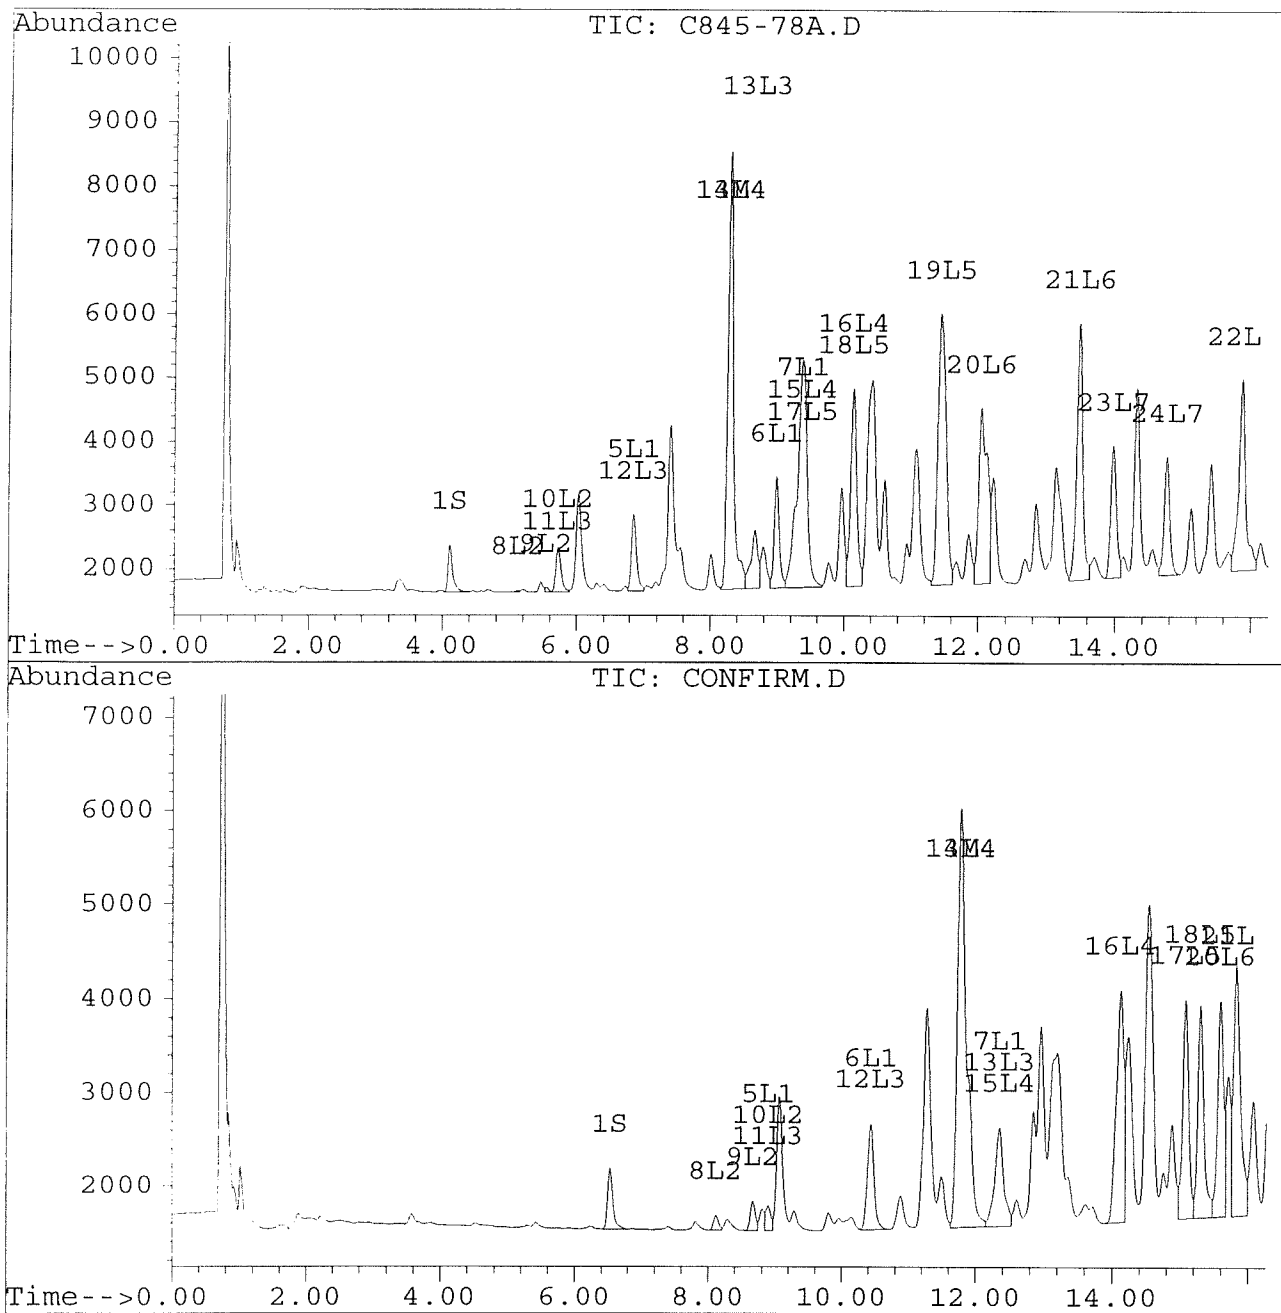 Abundance
TIC: C845-78A.D
10000
13L3
9000
8000
7000
19L5
21L6
6000
16L4
22L
18L5
5000
7L1
20L6
15L4
23L7
17L5
24L7
4000
6L1
5L1
12L3
3000
1S
10L2
11L3
8L2
9L2
2000
Time-->0.00 2.00 4.00 6.00 8.00 10.00 12.00 14.00
Abundance
TIC: CONFIRM.D
7000
6000
5000
16L4
4000
7L1
6L1
13L3
12L3
15L4
3000
5L1
1S
10L2
11L3
9L2
8L2
2000
Time-->0.00 2.00 4.00 6.00 8.00 10.00 12.00 14.00